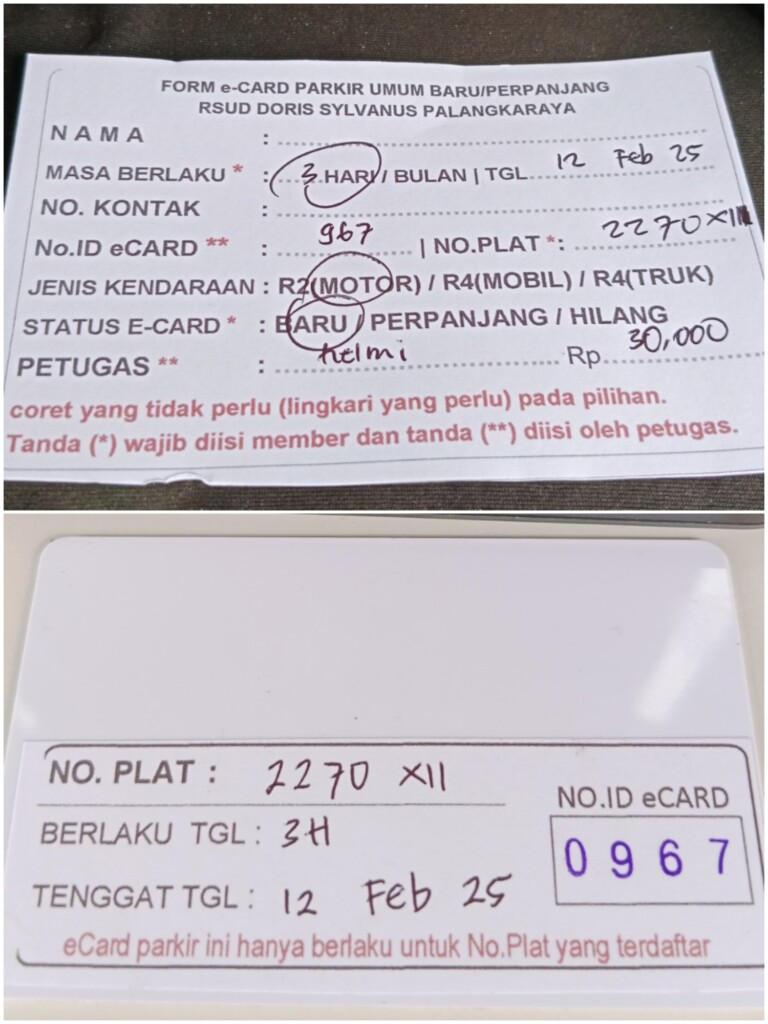 FORM e-CARD PARKIR UMUM BARU/PERPANJANG
RSUD DORIS SYLVANUS PALANGKARAYA
NAMA :
MASA BERLAKU * : 3 HARI / BULAN | TGL 12 Feb 25
NO. KONTAK :
No.ID eCARD ** : 967 | NO.PLAT *: 2270 XII
JENIS KENDARAAN : R2(MOTOR) / R4(MOBIL) / R4(TRUK)
STATUS E-CARD * : BARU / PERPANJANG / HILANG
PETUGAS ** : helmi Rp 30,000
coret yang tidak perlu (lingkari yang perlu) pada pilihan.
Tanda (*) wajib diisi member dan tanda (**) diisi oleh petugas.
NO. PLAT : 2270 XII
BERLAKU TGL : 3H
TENGGAT TGL : 12 Feb 25
NO.ID eCARD
0967
eCard parkir ini hanya berlaku untuk No.Plat yang terdaftar